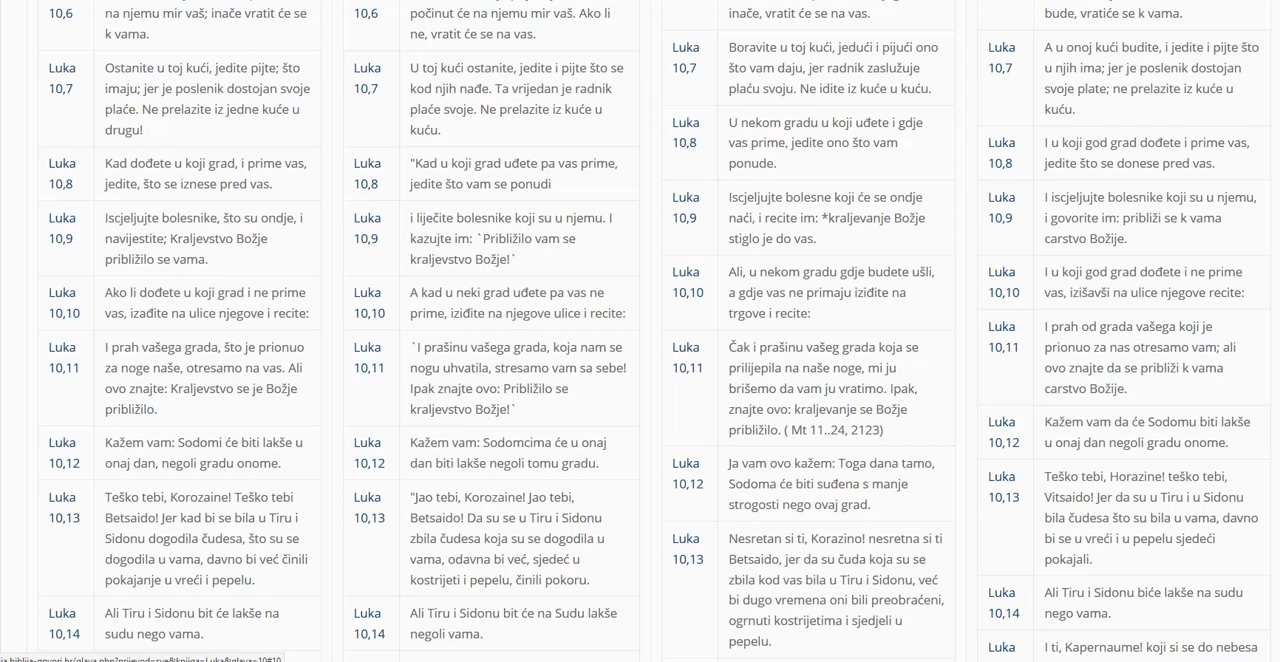 10,6
na njemu mir vaš; inače vratit će se
k vama.
Luka
10,7
Ostanite u toj kući, jedite pijte; što
imaju; jer je poslenik dostojan svoje
plaće. Ne prelazite iz jedne kuće u
drugu!
Luka
10,8
Kad dođete u koji grad, i prime vas,
jedite, što se iznese pred vas.
Luka
10,9
Iscjeljujte bolesnike, što su ondje, i
navijestite; Kraljevstvo Božje
približilo se vama.
Luka
10,10
Ako li dođete u koji grad i ne prime
vas, izađite na ulice njegove i recite:
Luka
10,11
I prah vašega grada, što je prionuo
za noge naše, otresamo na vas. Ali
ovo znajte: Kraljevstvo se je Božje
približilo.
Luka
10,12
Kažem vam: Sodomi će biti lakše u
onaj dan, negoli gradu onome.
Luka
10,13
Teško tebi, Korozaine! Teško tebi
Betsaido! Jer kad bi se bila u Tiru i
Sidonu dogodila čudesa, što su se
dogodila u vama, davno bi već činili
pokajanje u vreći i pepelu.
Luka
10,14
Ali Tiru i Sidonu bit će lakše na
sudu nego vama.
10,6
počinut će na njemu mir vaš. Ako li
ne, vratit će se na vas.
Luka
10,7
U toj kući ostanite, jedite i pijte što se
kod njih nađe. Ta vrijedan je radnik
plaće svoje. Ne prelazite iz kuće u
kuću.
Luka
10,8
"Kad u koji grad uđete pa vas prime,
jedite što vam se ponudi
Luka
10,9
i liječite bolesnike koji su u njemu. I
kazujte im: `Približilo vam se
kraljevstvo Božje!`
Luka
10,10
A kad u neki grad uđete pa vas ne
prime, iziđite na njegove ulice i recite:
Luka
10,11
`I prašinu vašega grada, koja nam se
nogu uhvatila, stresamo vam sa sebe!
Ipak znajte ovo: Približilo se
kraljevstvo Božje!`
Luka
10,12
Kažem vam: Sodomcima će u onaj
dan biti lakše negoli tomu gradu.
Luka
10,13
"Jao tebi, Korozaine! Jao tebi,
Betsaido! Da su se u Tiru i Sidonu
zbila čudesa koja su se dogodila u
vama, odavna bi već, sjedeć u
kostrijeti i pepelu, činili pokoru.
Luka
10,14
Ali Tiru i Sidonu bit će na Sudu lakše
negoli vama.
inače, vratit će se na vas.
Luka
10,7
Boravite u toj kući, jedući i pijući ono
što vam daju, jer radnik zaslužuje
plaću svoju. Ne idite iz kuće u kuću.
Luka
10,8
U nekom gradu u koji uđete i gdje
vas prime, jedite ono što vam
ponude.
Luka
10,9
Iscjeljujte bolesne koji će se ondje
naći, i recite im: *kraljevanje Božje
stiglo je do vas.
Luka
10,10
Ali, u nekom gradu gdje budete ušli,
a gdje vas ne primaju iziđite na
trgove i recite:
Luka
10,11
Čak i prašinu vašeg grada koja se
prilijepila na naše noge, mi ju
brišemo da vam ju vratimo. Ipak,
znajte ovo: kraljevanje se Božje
približilo. ( Mt 11..24, 2123)
Luka
10,12
Ja vam ovo kažem: Toga dana tamo,
Sodoma će biti suđena s manje
strogosti nego ovaj grad.
Luka
10,13
Nesretan si ti, Korazino! nesretna si ti
Betsaido, jer da su čuda koja su se
zbila kod vas bila u Tiru i Sidonu, već
bi dugo vremena oni bili preobraćeni,
ogrnuti kostrijetima i sjedjeli u
pepelu.
bude, vratiće se k vama.
Luka
10,7
A u onoj kući budite, i jedite i pijte što
u njih ima; jer je poslenik dostojan
svoje plate; ne prelazite iz kuće u
kuću.
Luka
10,8
I u koji god grad dođete i prime vas,
jedite što se donese pred vas.
Luka
10,9
I iscjeljujte bolesnike koji su u njemu,
i govorite im: približi se k vama
carstvo Božije.
Luka
10,10
I u koji god grad dođete i ne prime
vas, izišavši na ulice njegove recite:
Luka
10,11
I prah od grada vašega koji je
prionuo za nas otresamo vam; ali
ovo znajte da se približi k vama
carstvo Božije.
Luka
10,12
Kažem vam da će Sodomu biti lakše
u onaj dan negoli gradu onome.
Luka
10,13
Teško tebi, Horazine! teško tebi,
Vitsaido! Jer da su u Tiru i u Sidonu
bila čudesa što su bila u vama, davno
bi se u vreći i u pepelu sjedeći
pokajali.
Luka
10,14
Ali Tiru i Sidonu biće lakše na sudu
nego vama.
Luka
I ti, Kapernaume! koji si se do nebesa